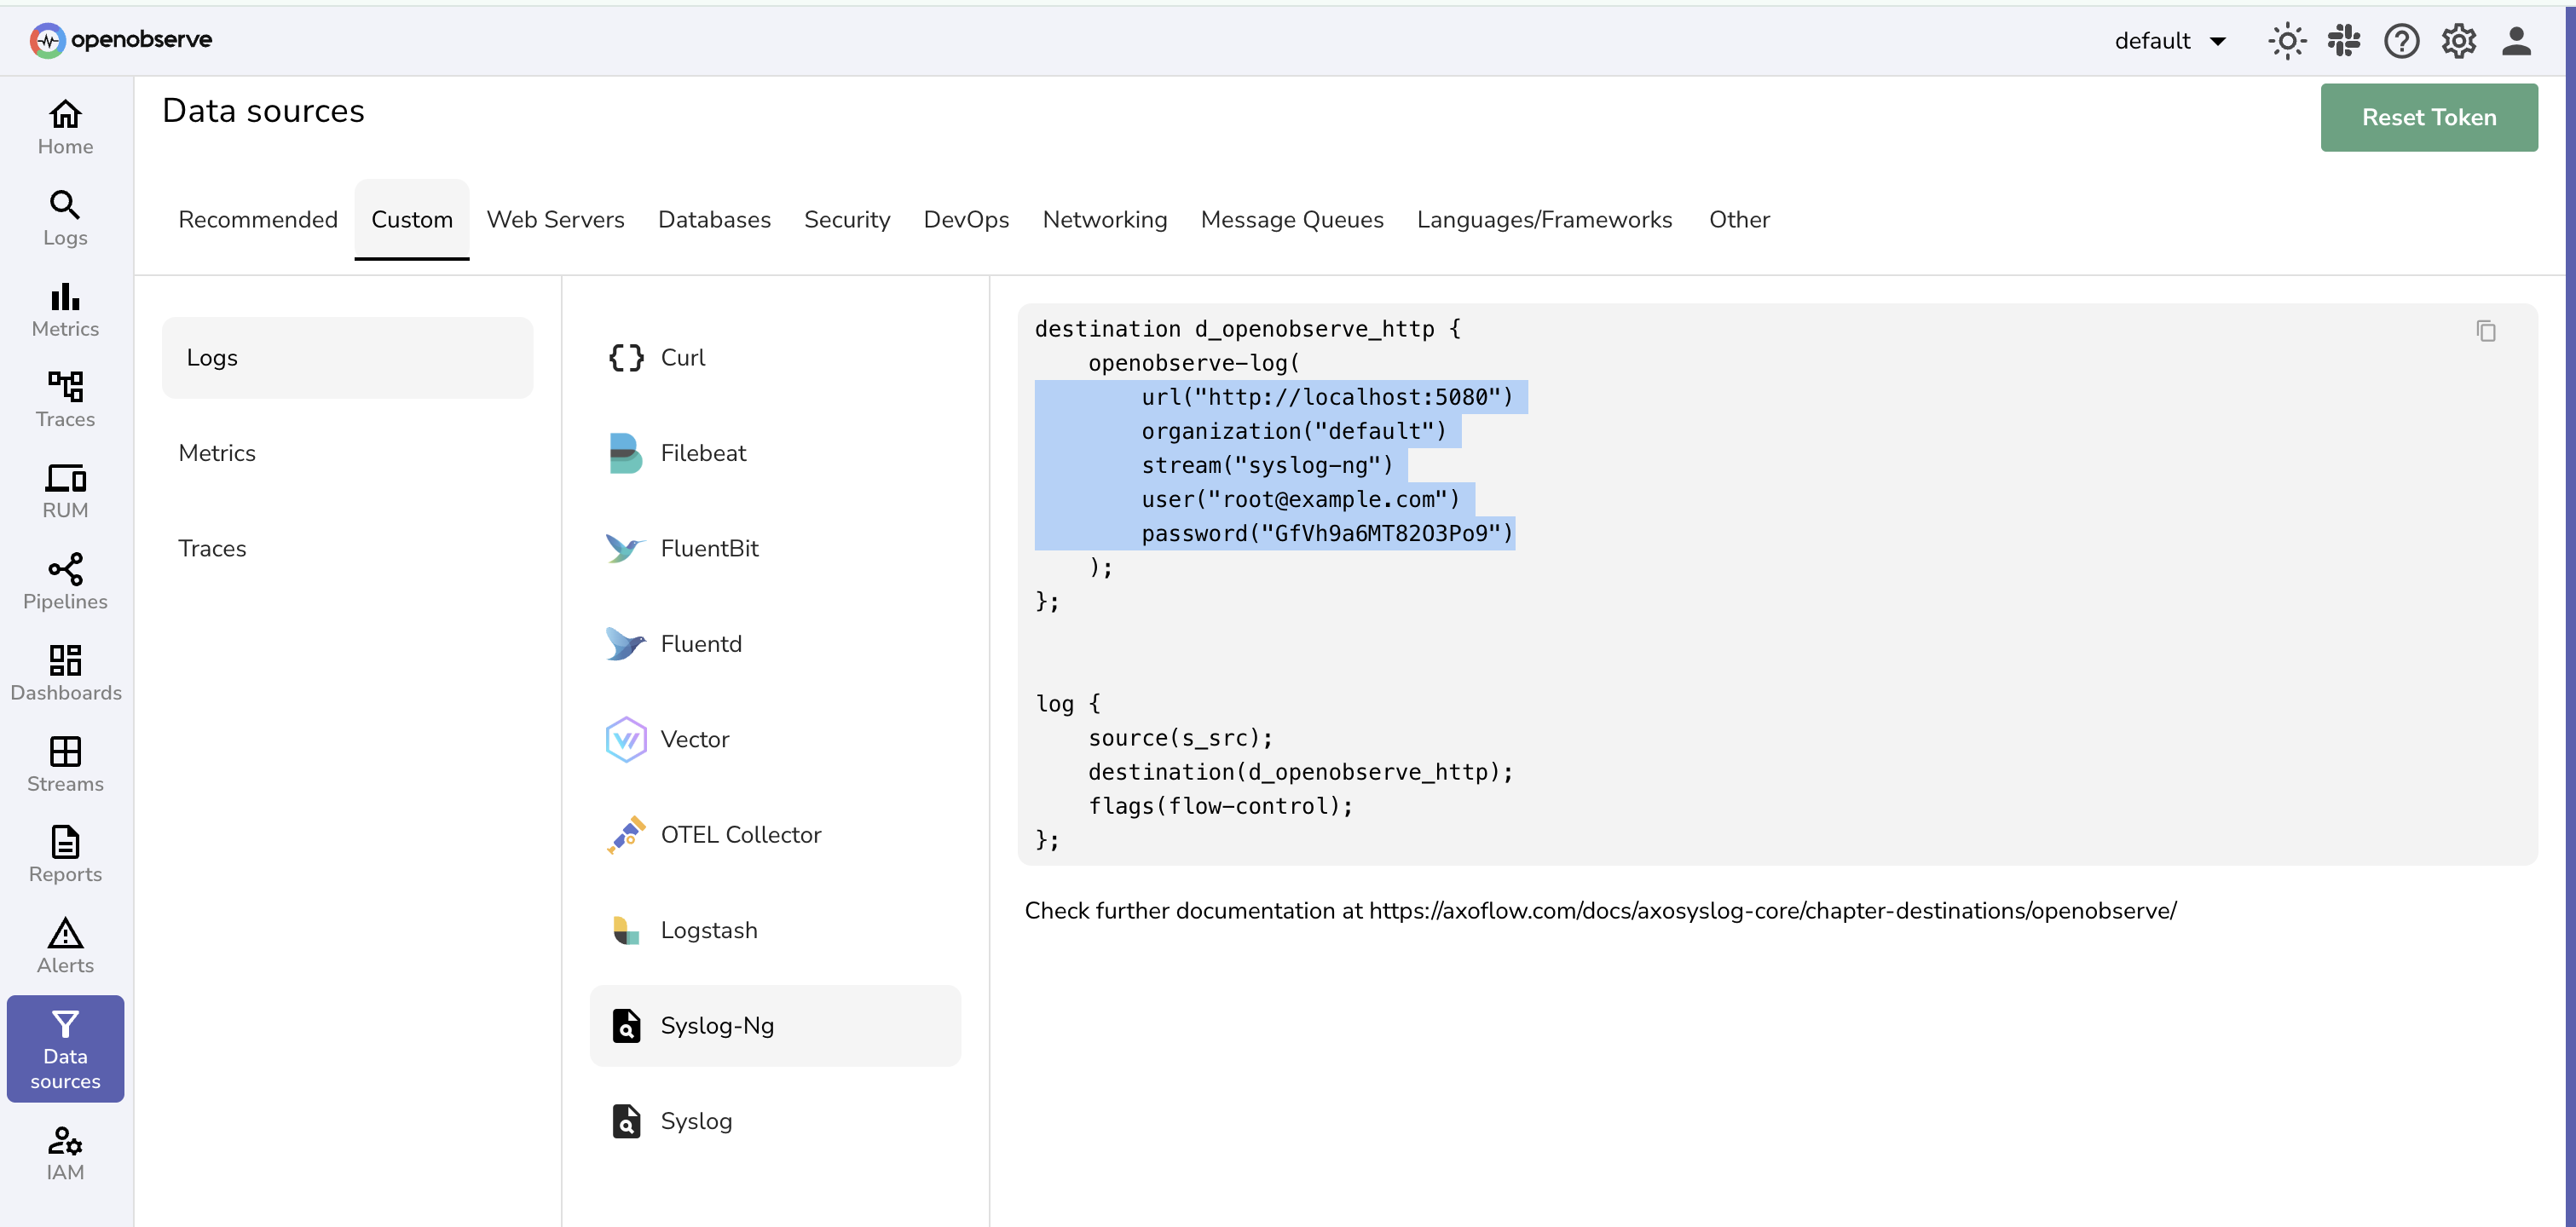 openobserve
default
Home
Logs
Metrics
Traces
RUM
Pipelines
Dashboards
Streams
Reports
Alerts
Data
sources
IAM
Data sources
Reset Token
Recommended
Custom
Web Servers
Databases
Security
DevOps
Networking
Message Queues
Languages/Frameworks
Other
Logs
Metrics
Traces
Curl
Filebeat
FluentBit
Fluentd
Vector
OTEL Collector
Logstash
Syslog-Ng
Syslog
destination d_openobserve_http {
    openobserve-log(
        url("http://localhost:5080")
        organization("default")
        stream("syslog-ng")
        user("root@example.com")
        password("GfVh9a6MT82O3Po9")
    );
};
log {
    source(s_src);
    destination(d_openobserve_http);
    flags(flow-control);
};
Check further documentation at https://axoflow.com/docs/axosyslog-core/chapter-destinations/openobserve/